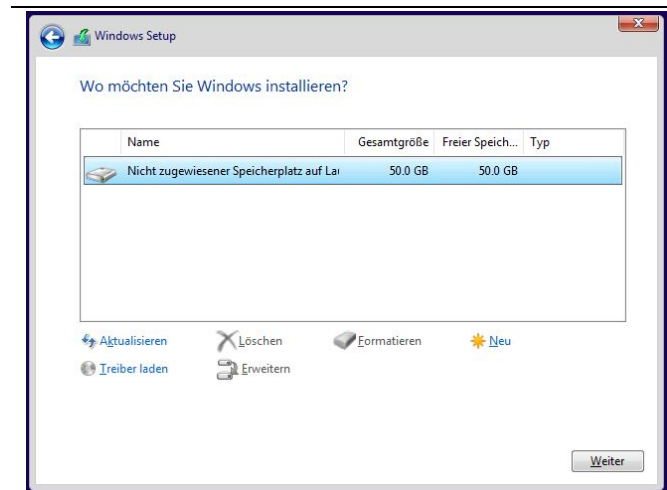 Windows Setup
Wo möchten Sie Windows installieren?
Name Gesamtgröße Freier Speich... Typ
Nicht zugewiesener Speicherplatz auf 50.0 GB 50.0 GB
Aktualisieren Löschen Formatieren Neu
Treiber laden Erweitern
Weiter